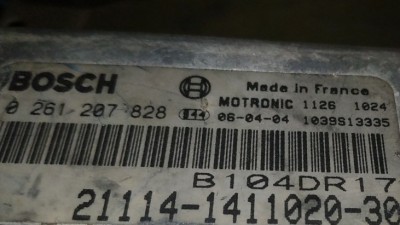 BOSCH Made in France
0 261 207 828 MOTRONIC 1126 1024
06-04-04 1039S13335
B104DR17
21114-1411020-30